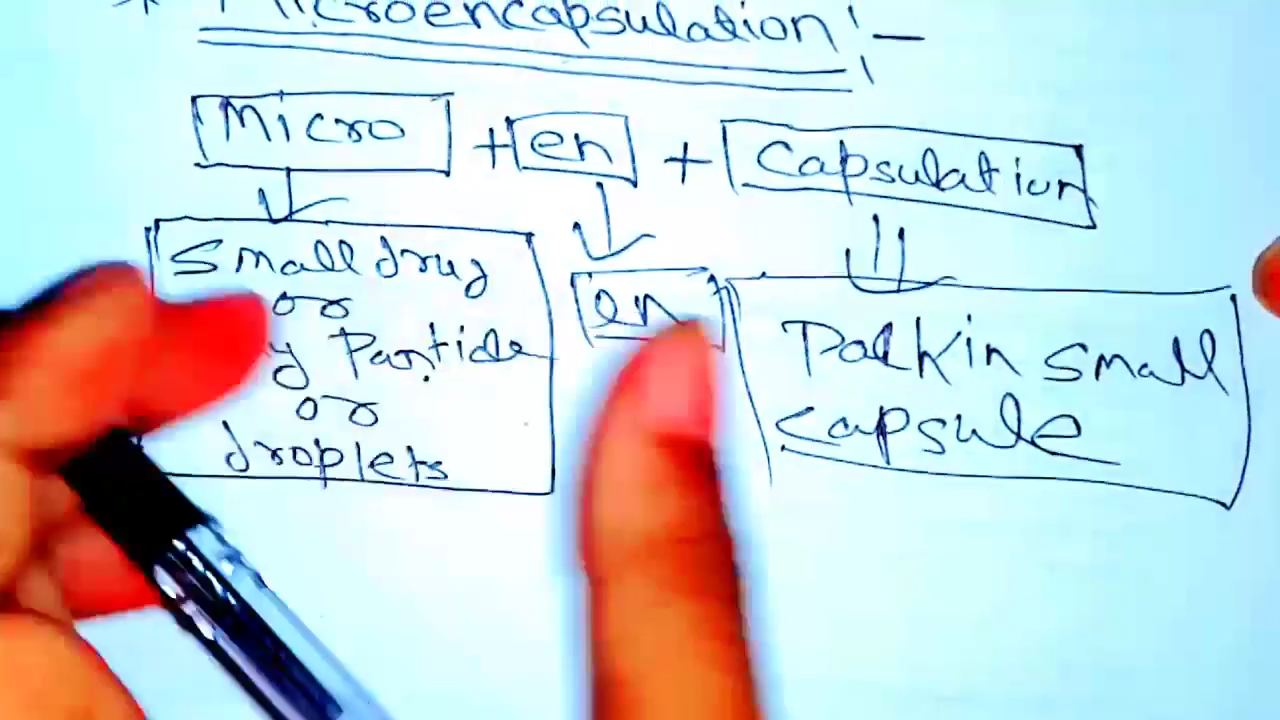 * Microencapsulation :-
Micro + en + Capsulation
Small drug
or
Particle
or
droplets
en
Pack in small
capsule